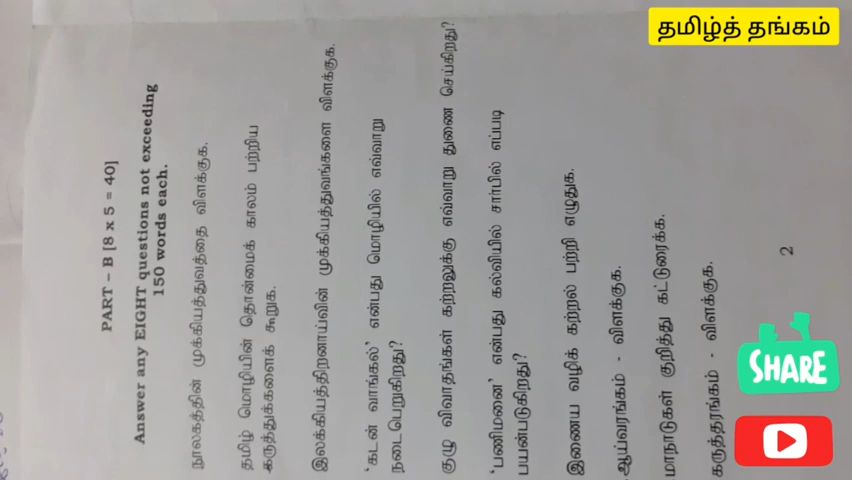 தமிழ்த் தங்கம்
PART – B [8 x 5 = 40]
Answer any EIGHT questions not exceeding
150 words each.
நூலகத்தின் முக்கியத்துவத்தை விளக்குக.
தமிழ் மொழியின் தொன்மைக் காலம் பற்றிய
கருத்துக்களைக் கூறுக.
இலக்கியத்திறனாய்வின் முக்கியத்துவங்களை விளக்குக.
'கடன் வாங்கல்' என்பது மொழியில் எவ்வாறு
நடைபெறுகிறது?
குழு விவாதங்கள் கற்றலுக்கு எவ்வாறு துணை செய்கிறது?
'பணிமனை' என்பது கல்வியில் சார்பில் எப்படி
பயன்படுகிறது?
இணைய வழிக் கற்றல் பற்றி எழுதுக.
ஆய்வரங்கம் - விளக்குக.
மாநாடுகள் குறித்து கட்டுரைக்க.
கருத்தரங்கம் - விளக்குக.
2
SHARE